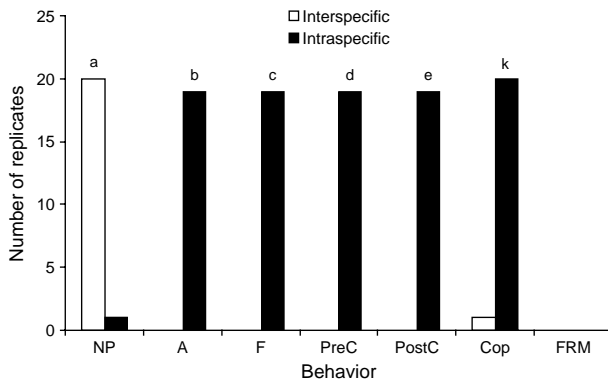 Interspecific
Intraspecific
25
20
15
10
5
0
Number of replicates
a
b
c
d
e
k
NP
A
F
PreC
PostC
Cop
FRM
Behavior